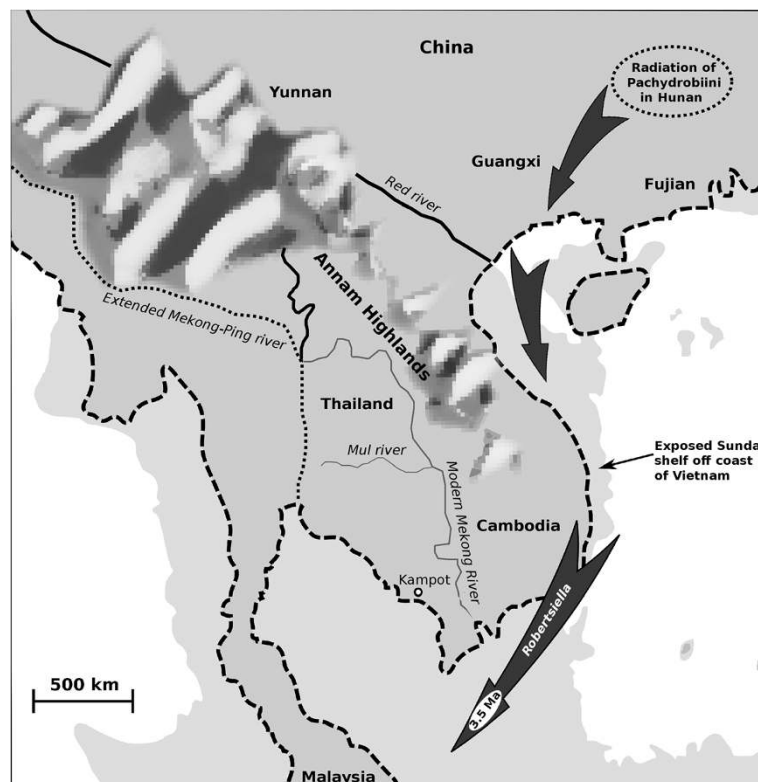 China
Radiation of
Pachydrobiini
in Hunan
Yunnan
Guangxi
Fujian
Red river
Annam Highlands
Extended Mekong-Ping river
Thailand
Mul river
Modern Mekong River
Exposed Sunda
shelf off coast
of Vietnam
Cambodia
Kampot
Robertsiella
3.5 Ma
500 km
Malaysia